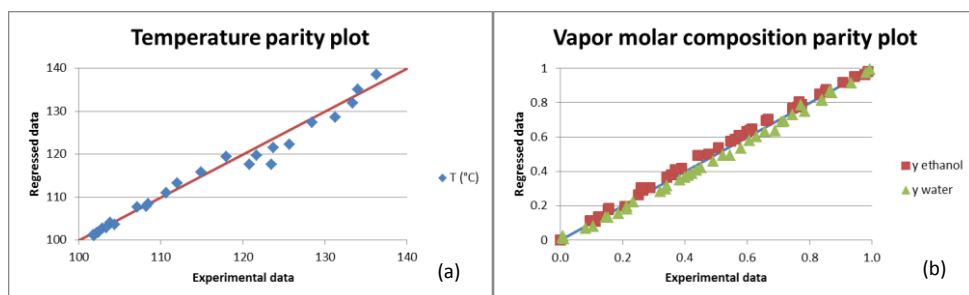 Temperature parity plot
140
130
120
110
100
100
110
120
130
140
Regressed data
Experimental data
T (°C)
(a)
Vapor molar composition parity plot
1
0.8
0.6
0.4
0.2
0
0.0
0.2
0.4
0.6
0.8
1.0
Regressed data
Experimental data
y ethanol
y water
(b)